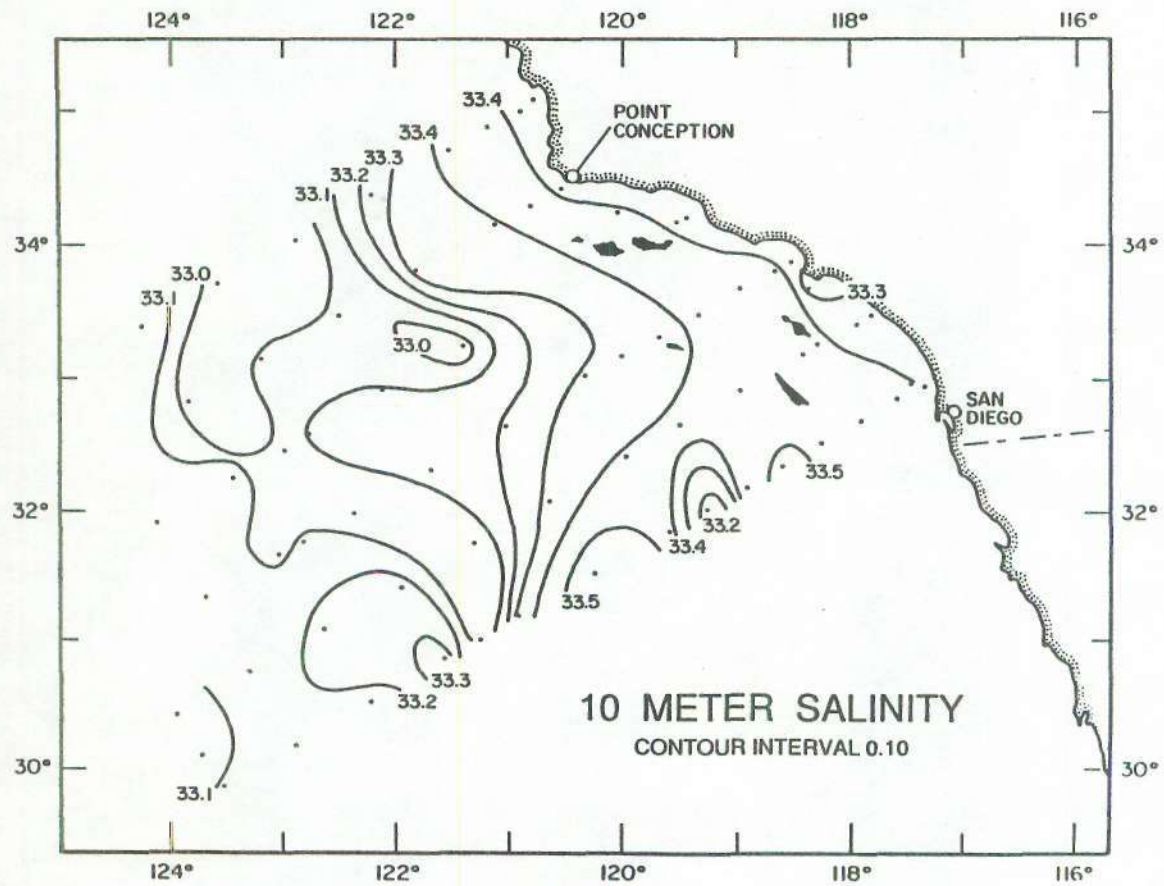 124° 122° 120° 118° 116°
33.4
POINT
CONCEPTION
33.4
33.3
33.2
33.1
34° 34°
33.0
33.1
33.3
33.0
SAN
DIEGO
33.5
32° 32°
33.2
33.4
33.5
33.3
33.2
10 METER SALINITY
CONTOUR INTERVAL 0.10
30° 30°
33.1
124° 122° 120° 118° 116°